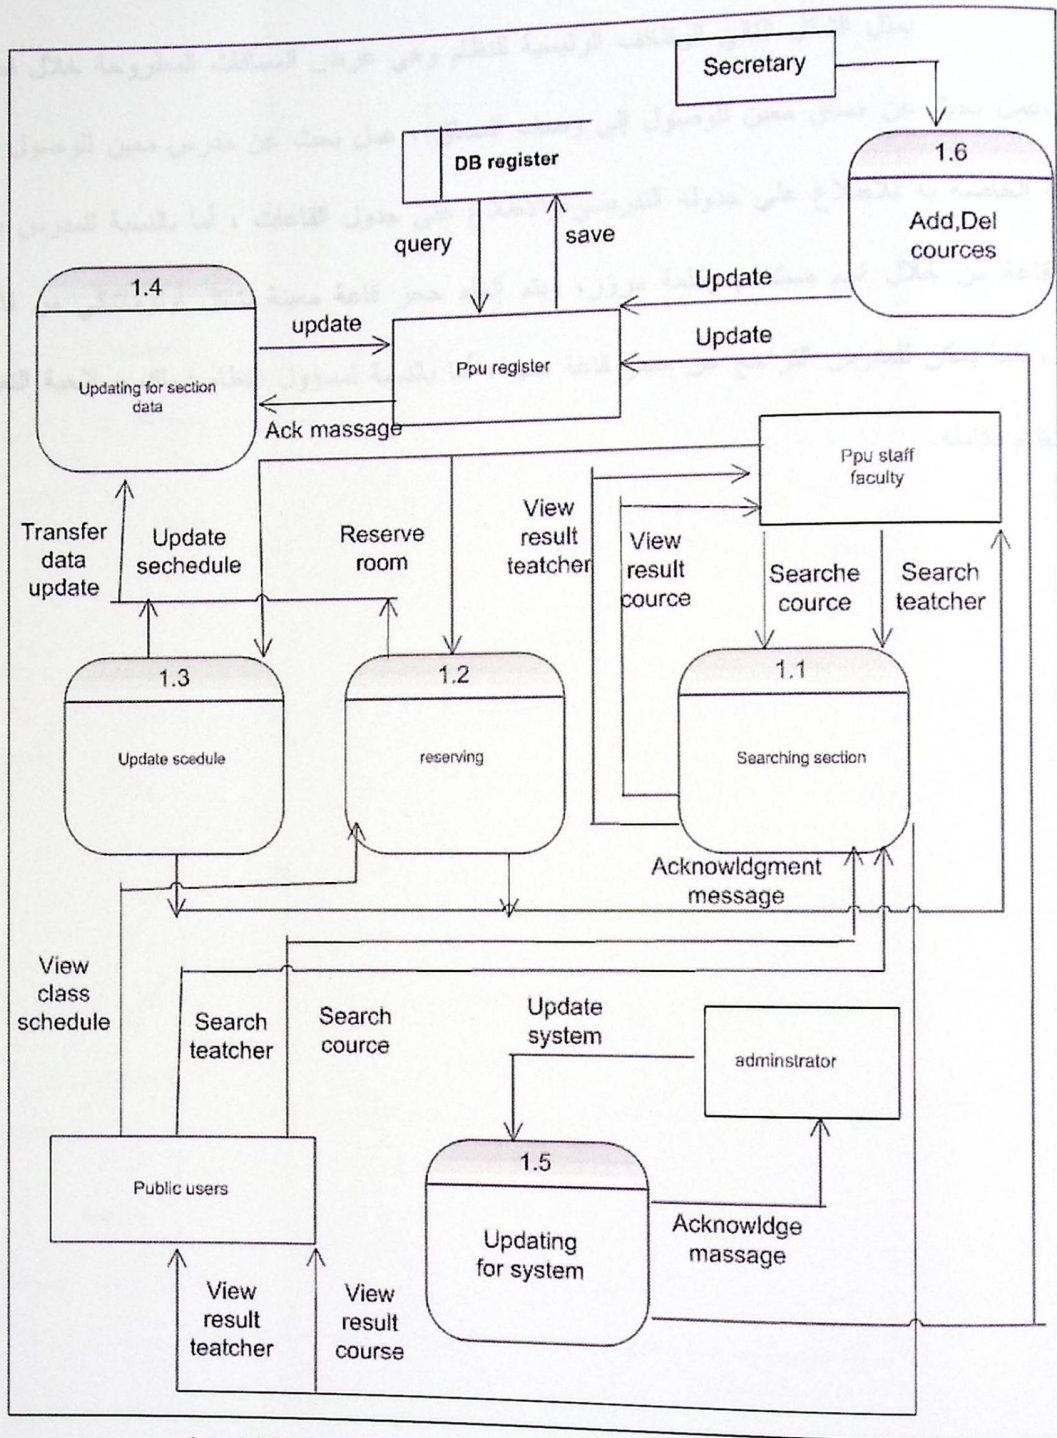 Secretary
DB register
1.6
Add,Del
cources
query
save
1.4
Update
update
Update
Ppu register
Updating for section
data
Ack massage
Ppu staff
faculty
View
result
teatcher
View
result
cource
Transfer
data
update
Update
sechedule
Reserve
room
Searche
cource
Search
teatcher
1.3
1.2
1.1
Update scedule
reserving
Searching section
Acknowldgment
message
View
class
schedule
Search
teatcher
Search
cource
Update
system
adminstrator
Public users
1.5
Updating
for system
Acknowldge
massage
View
result
teatcher
View
result
course